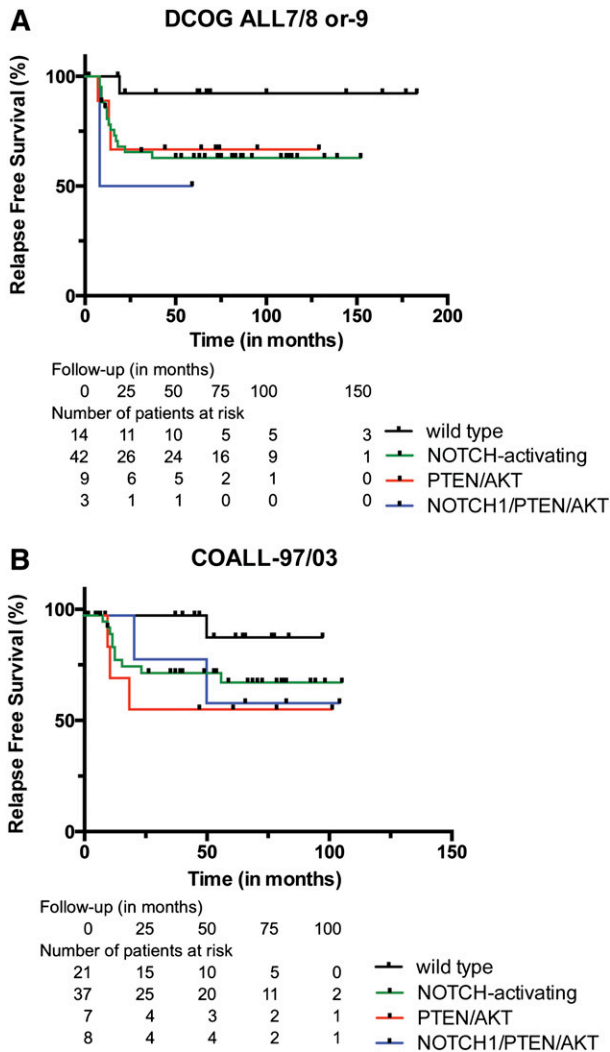 A
DCOG ALL7/8 or-9
Relapse Free Survival (%)
100
50
0
0 50 100 150 200
Time (in months)
Follow-up (in months)
0 25 50 75 100 150
Number of patients at risk
14 11 10 5 5 3 wild type
42 26 24 16 9 1 NOTCH-activating
9 6 5 2 1 0 PTEN/AKT
3 1 1 0 0 0 NOTCH1/PTEN/AKT
B
COALL-97/03
Relapse Free Survival (%)
100
50
0
0 50 100 150
Time (in months)
Follow-up (in months)
0 25 50 75 100
Number of patients at risk
21 15 10 5 0 wild type
37 25 20 11 2 NOTCH-activating
7 4 3 2 1 PTEN/AKT
8 4 4 2 1 NOTCH1/PTEN/AKT